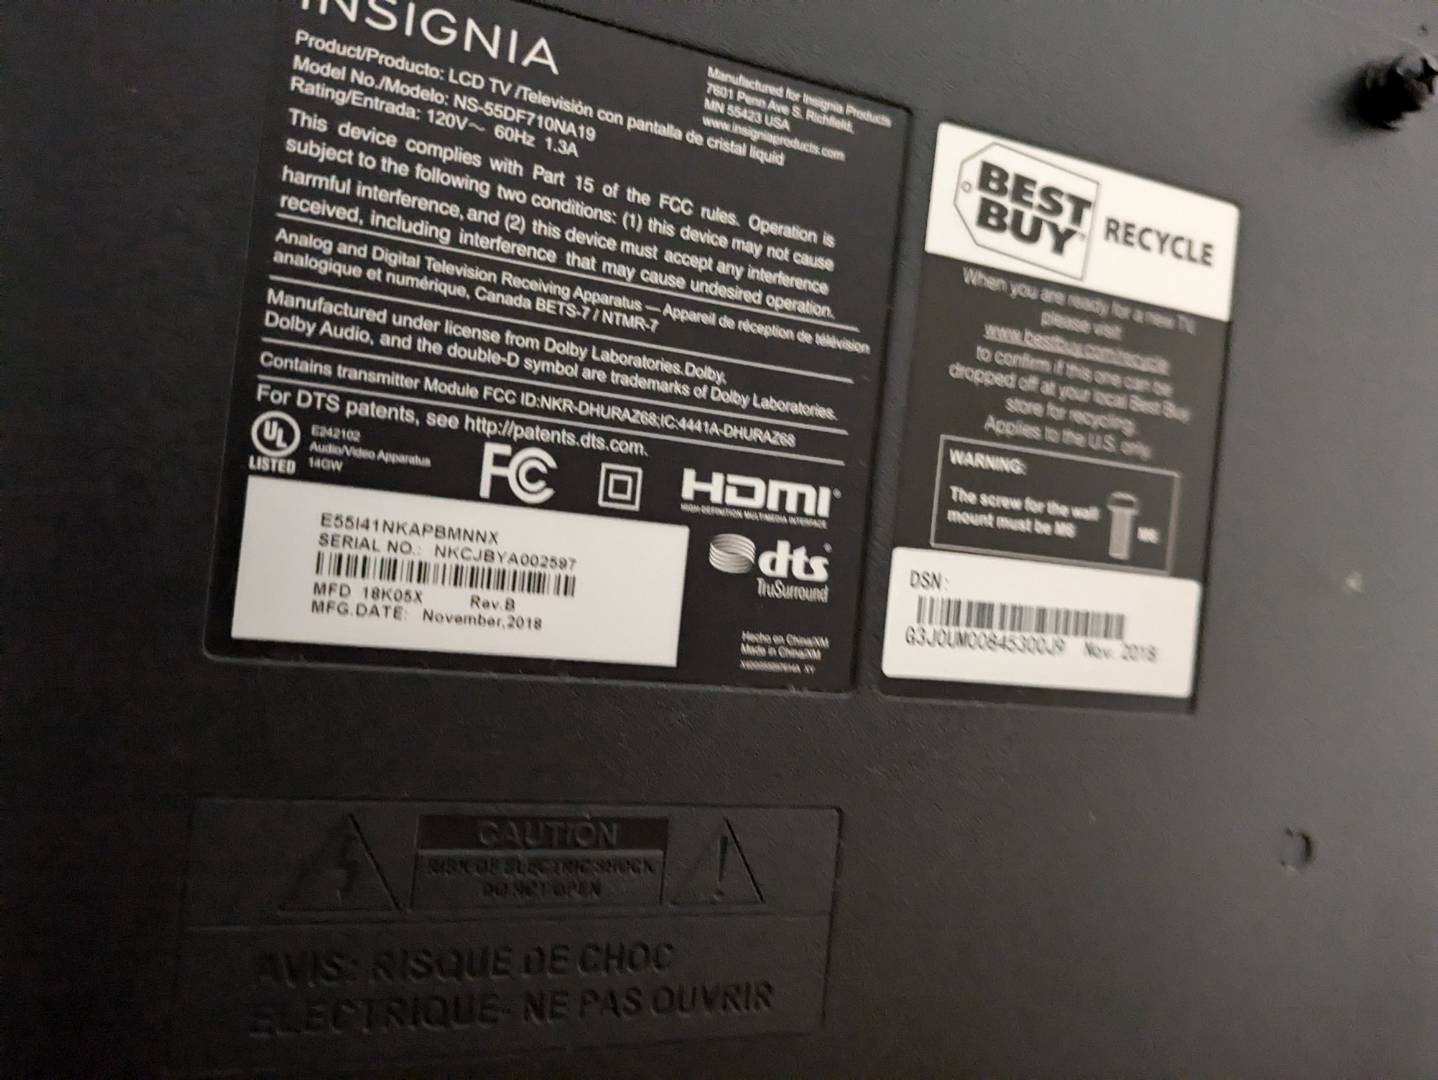 INSIGNIA
Product/Producto: LCD TV /Televisión con pantalla de cristal liquid
Model No./Modelo: NS-55DF710NA19
Rating/Entrada: 120V~ 60Hz 1.3A
Manufactured for Insignia Products
7601 Penn Ave S. Richfield,
MN 55423 USA
www.insigniaproducts.com
This device complies with Part 15 of the FCC rules. Operation is
subject to the following two conditions: (1) this device may not cause
harmful interference, and (2) this device must accept any interference
received, including interference that may cause undesired operation.
Analog and Digital Television Receiving Apparatus — Appareil de réception de télévision
analogique et numérique, Canada BETS-7 / NTMR-7
Manufactured under license from Dolby Laboratories.Dolby,
Dolby Audio, and the double-D symbol are trademarks of Dolby Laboratories.
Contains transmitter Module FCC ID:NKR-DHURAZ68;IC:4441A-DHURAZ68
For DTS patents, see http://patents.dts.com.
UL
LISTED
E242102
Audio/Video Apparatus
14GW
FC
HDMI
HIGH-DEFINITION MULTIMEDIA INTERFACE
dts
TruSurround
E55I41NKAPBMNNX
SERIAL NO.: NKCJBYA002597
MFD 18K05X Rev.B
MFG.DATE: November,2018
Hecho en China/XM
Made in China/XM
BEST
BUY
RECYCLE
When you are ready for a new TV,
please visit
www.bestbuy.com/recycle
to confirm if this one can be
dropped off at your local Best Buy
store for recycling.
Applies to the U.S. only.
WARNING:
The screw for the wall
mount must be M6
M6
DSN:
G3J0UM00845300J9 Nov. 2018
CAUTION
RISK OF ELECTRIC SHOCK
DO NOT OPEN
AVIS: RISQUE DE CHOC
ELECTRIQUE- NE PAS OUVRIR